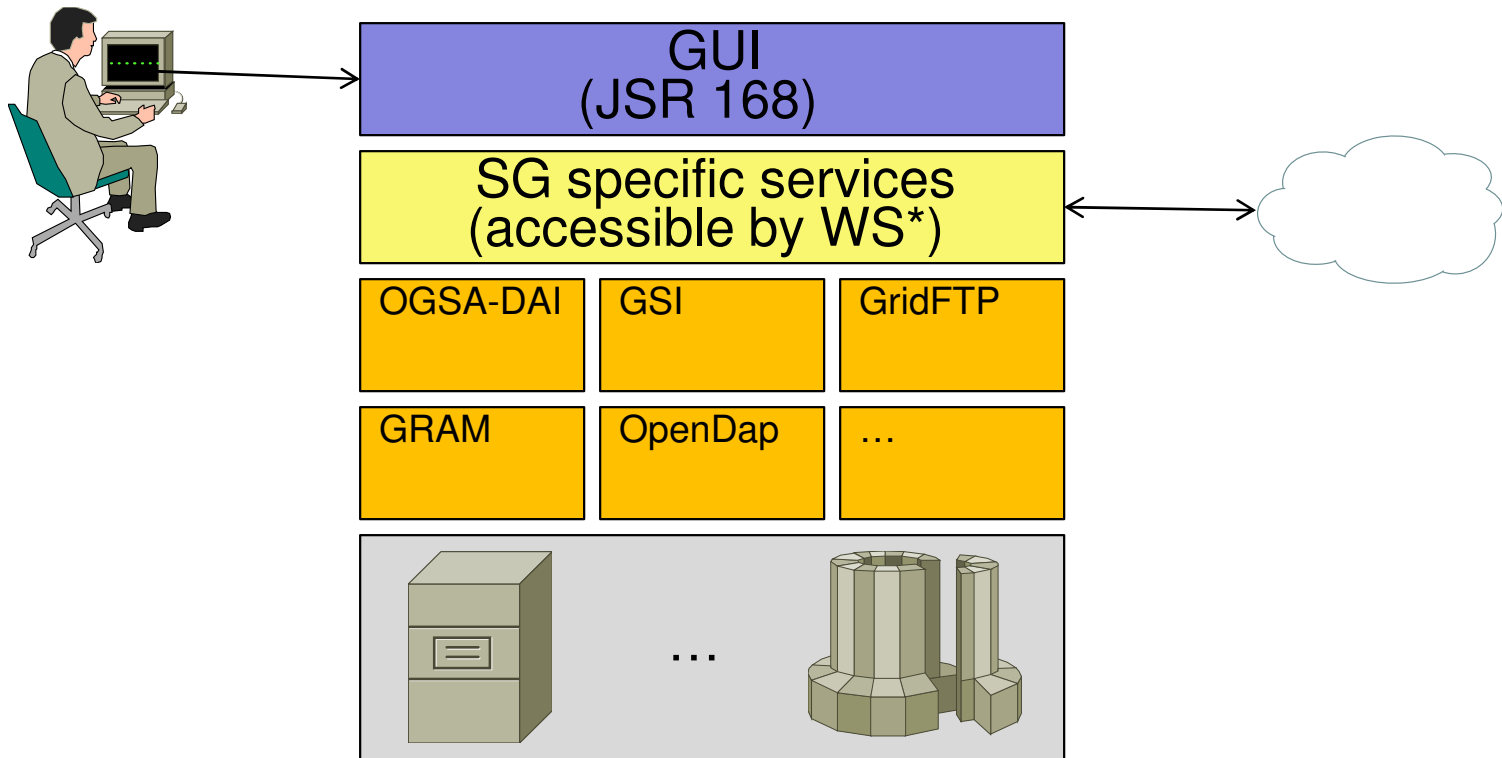 GUI
(JSR 168)
SG specific services
(accessible by WS*)
OGSA-DAI
GSI
GridFTP
GRAM
OpenDap
…
…